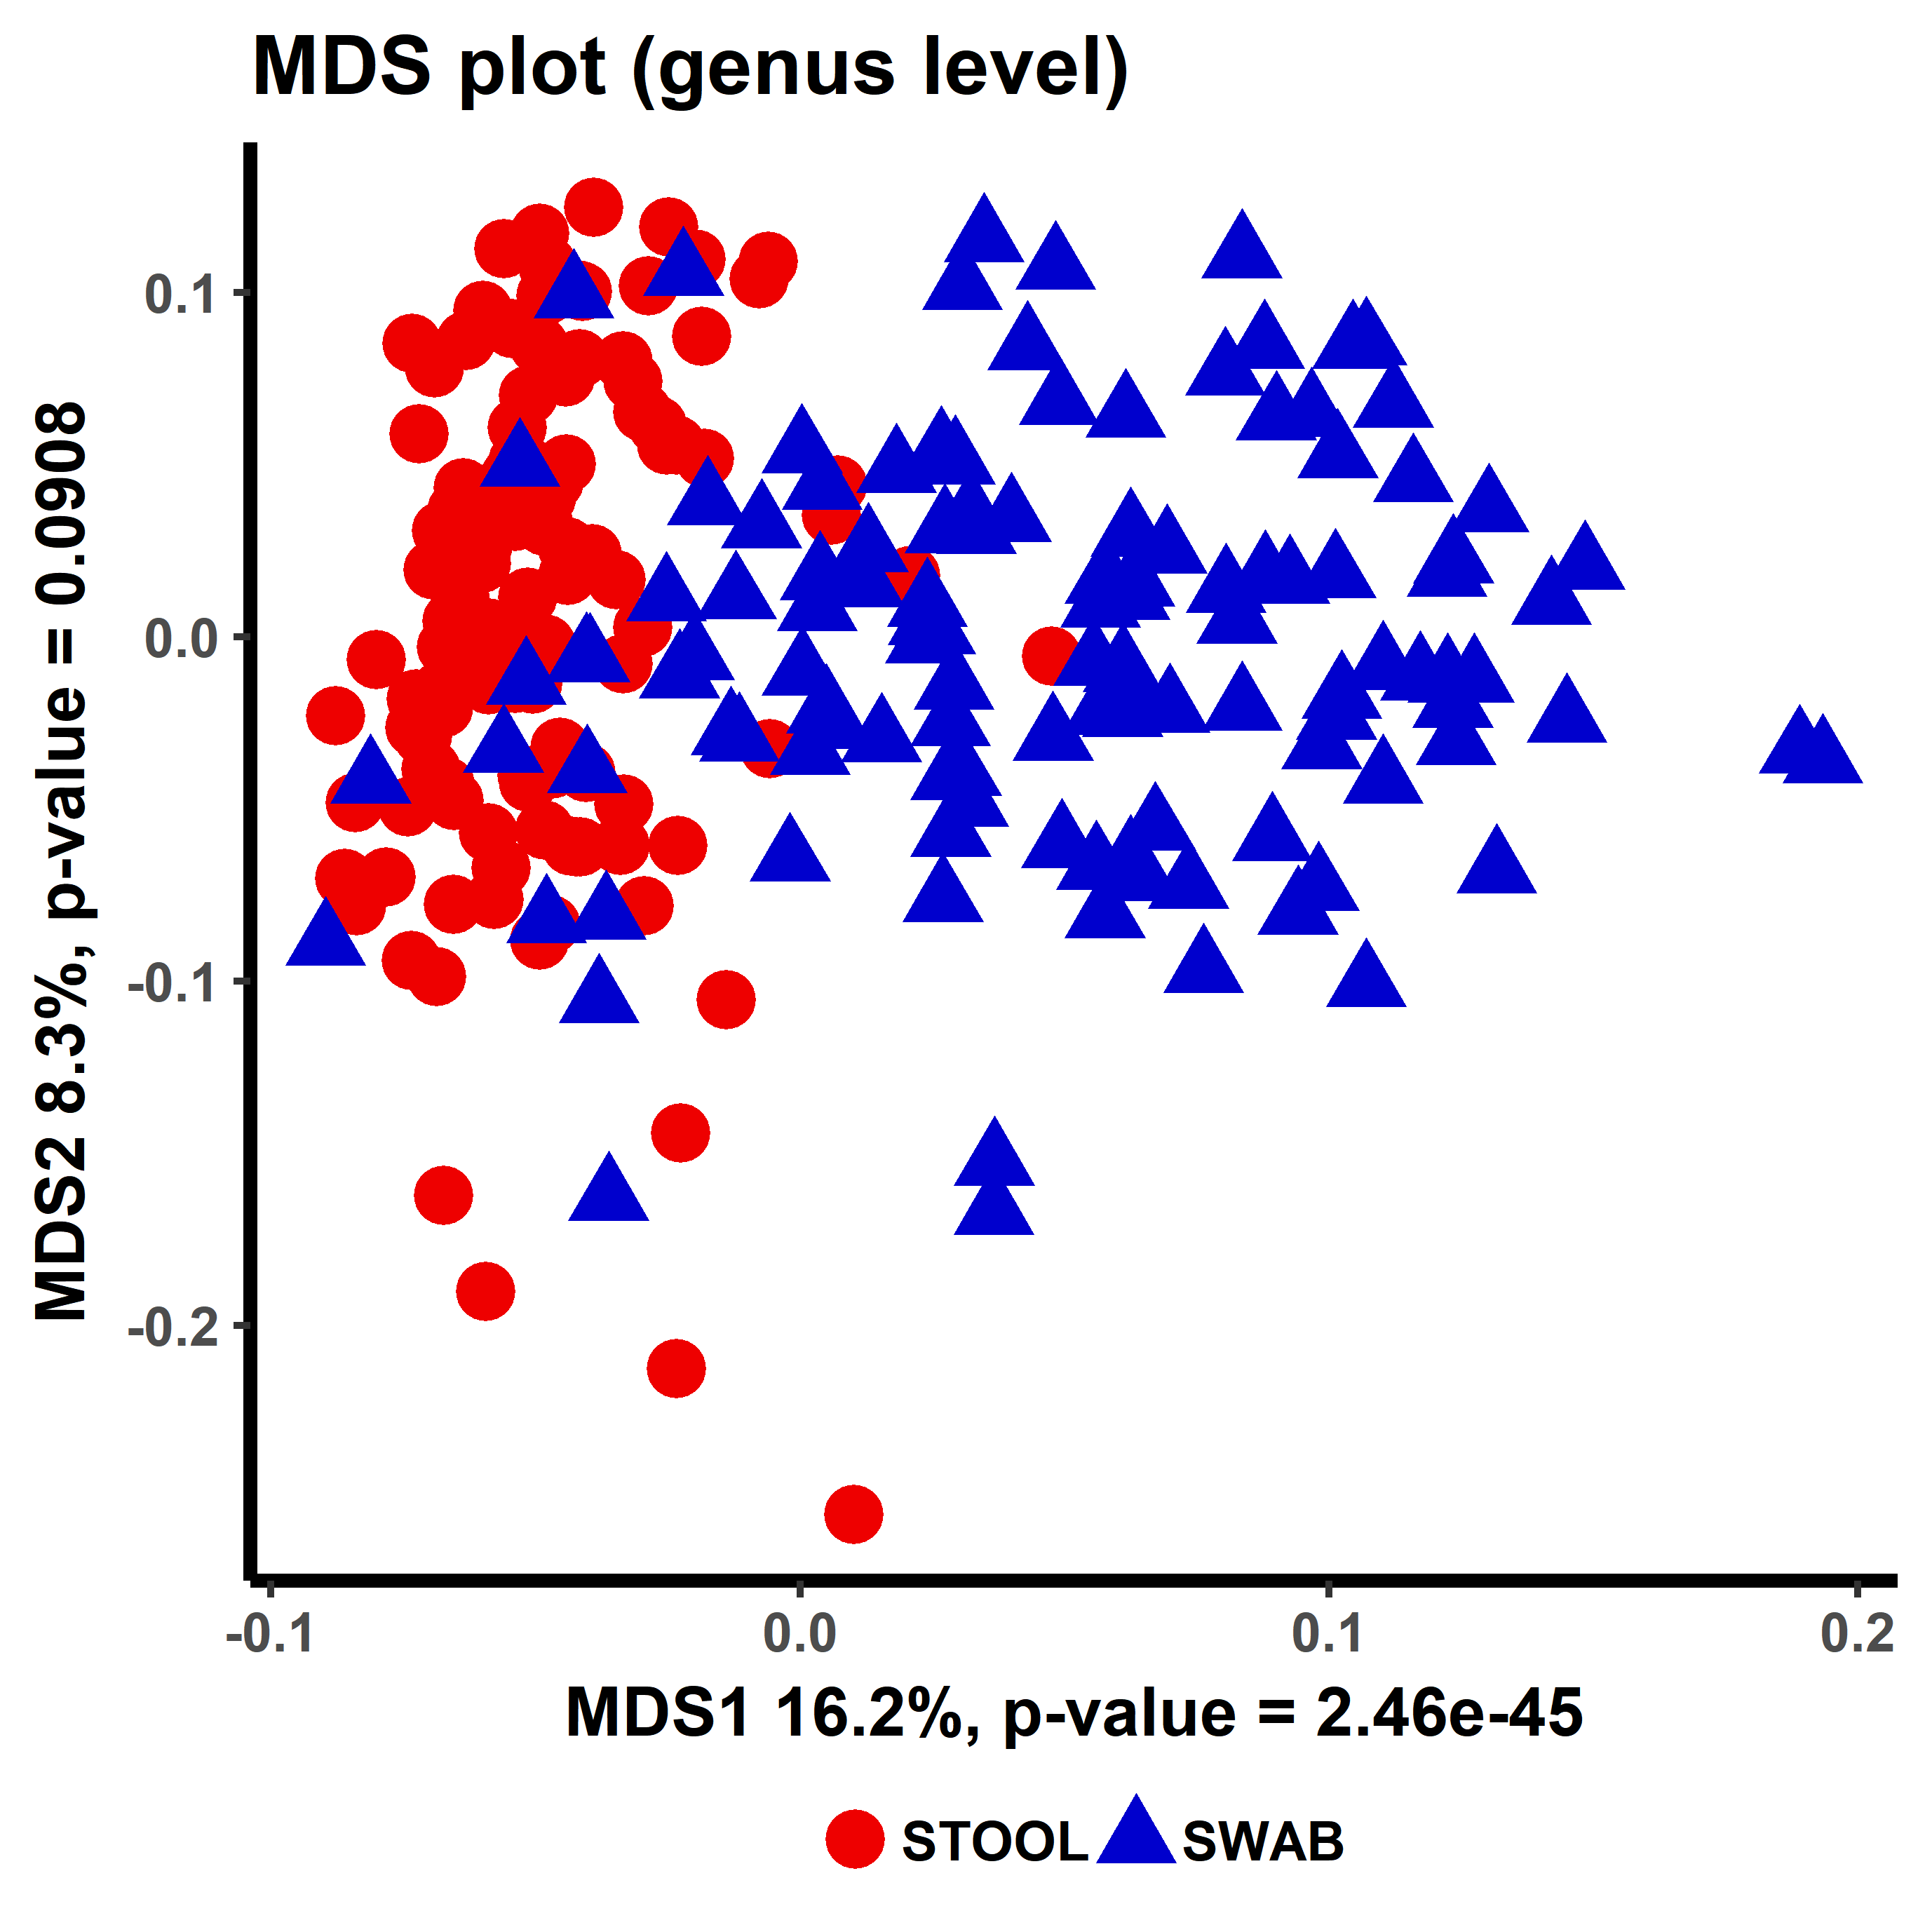 MDS plot (genus level)
MDS2 8.3%, p-value = 0.0908
0.1
0.0
-0.1
-0.2
-0.1 0.0 0.1 0.2
MDS1 16.2%, p-value = 2.46e-45
STOOL SWAB